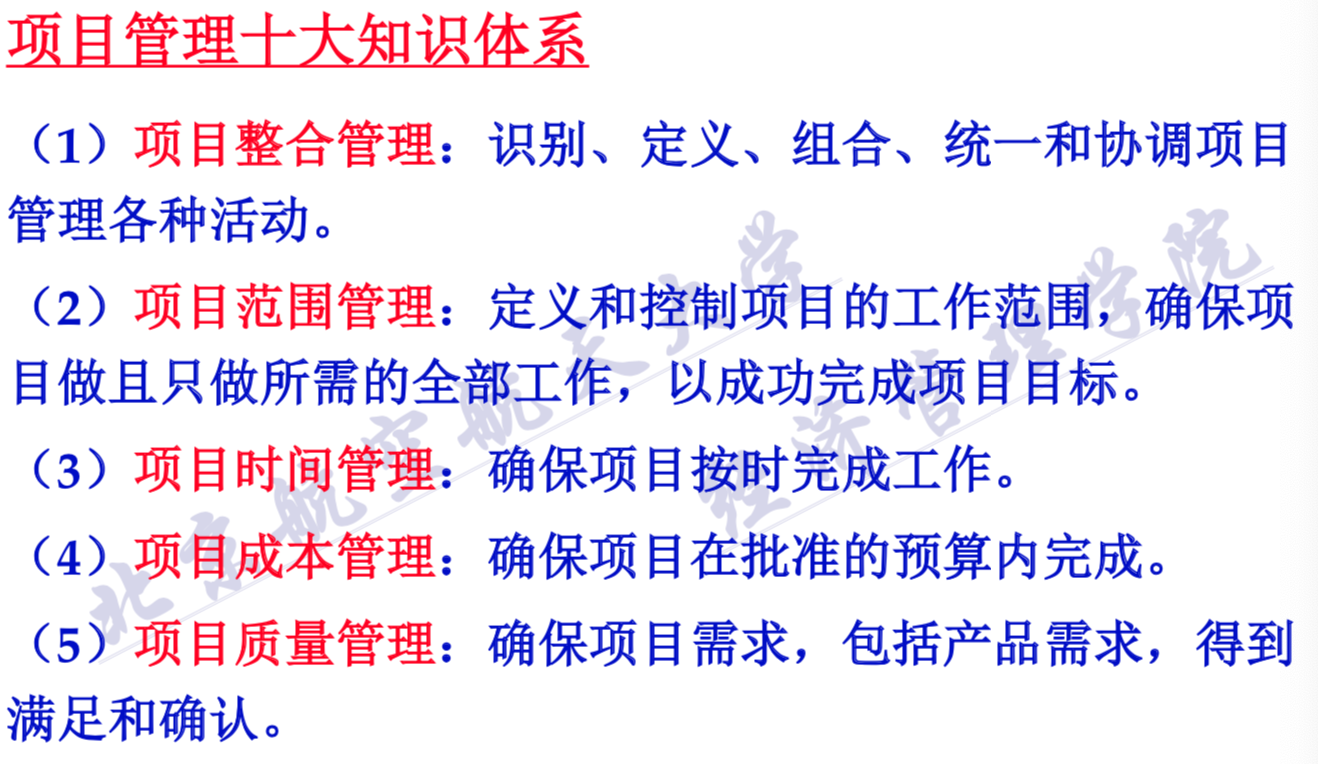 项目管理十大知识体系
（1）项目整合管理：识别、定义、组合、统一和协调项目
管理各种活动。
（2）项目范围管理：定义和控制项目的工作范围，确保项
目做且只做所需的全部工作，以成功完成项目目标。
（3）项目时间管理：确保项目按时完成工作。
（4）项目成本管理：确保项目在批准的预算内完成。
（5）项目质量管理：确保项目需求，包括产品需求，得到
满足和确认。
北京航空航天大学
经济管理学院